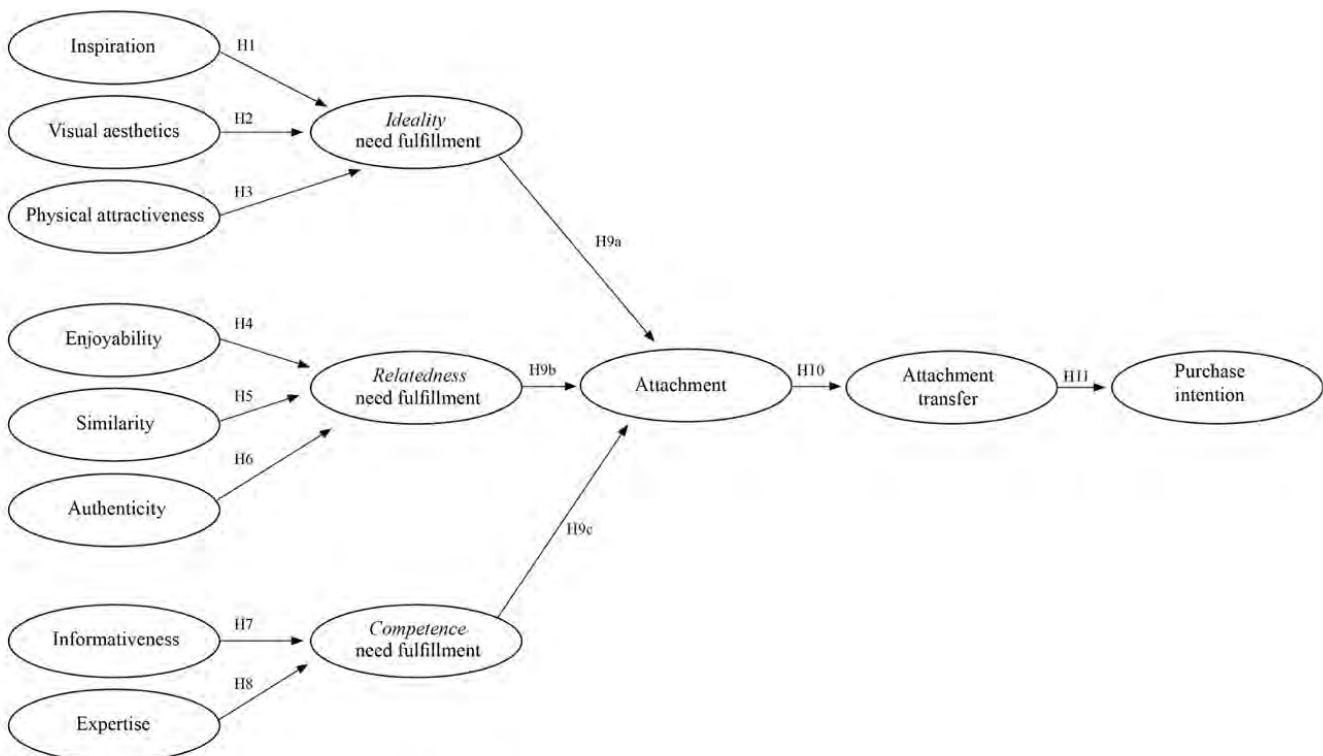 Inspiration
H1
Visual aesthetics
H2
Ideality
need fulfillment
Physical attractiveness
H3
H9a
Enjoyability
H4
Similarity
H5
Relatedness
need fulfillment
H9b
Authenticity
H6
Attachment
H10
Attachment
transfer
H11
Purchase
intention
H9c
Informativeness
H7
Competence
need fulfillment
Expertise
H8